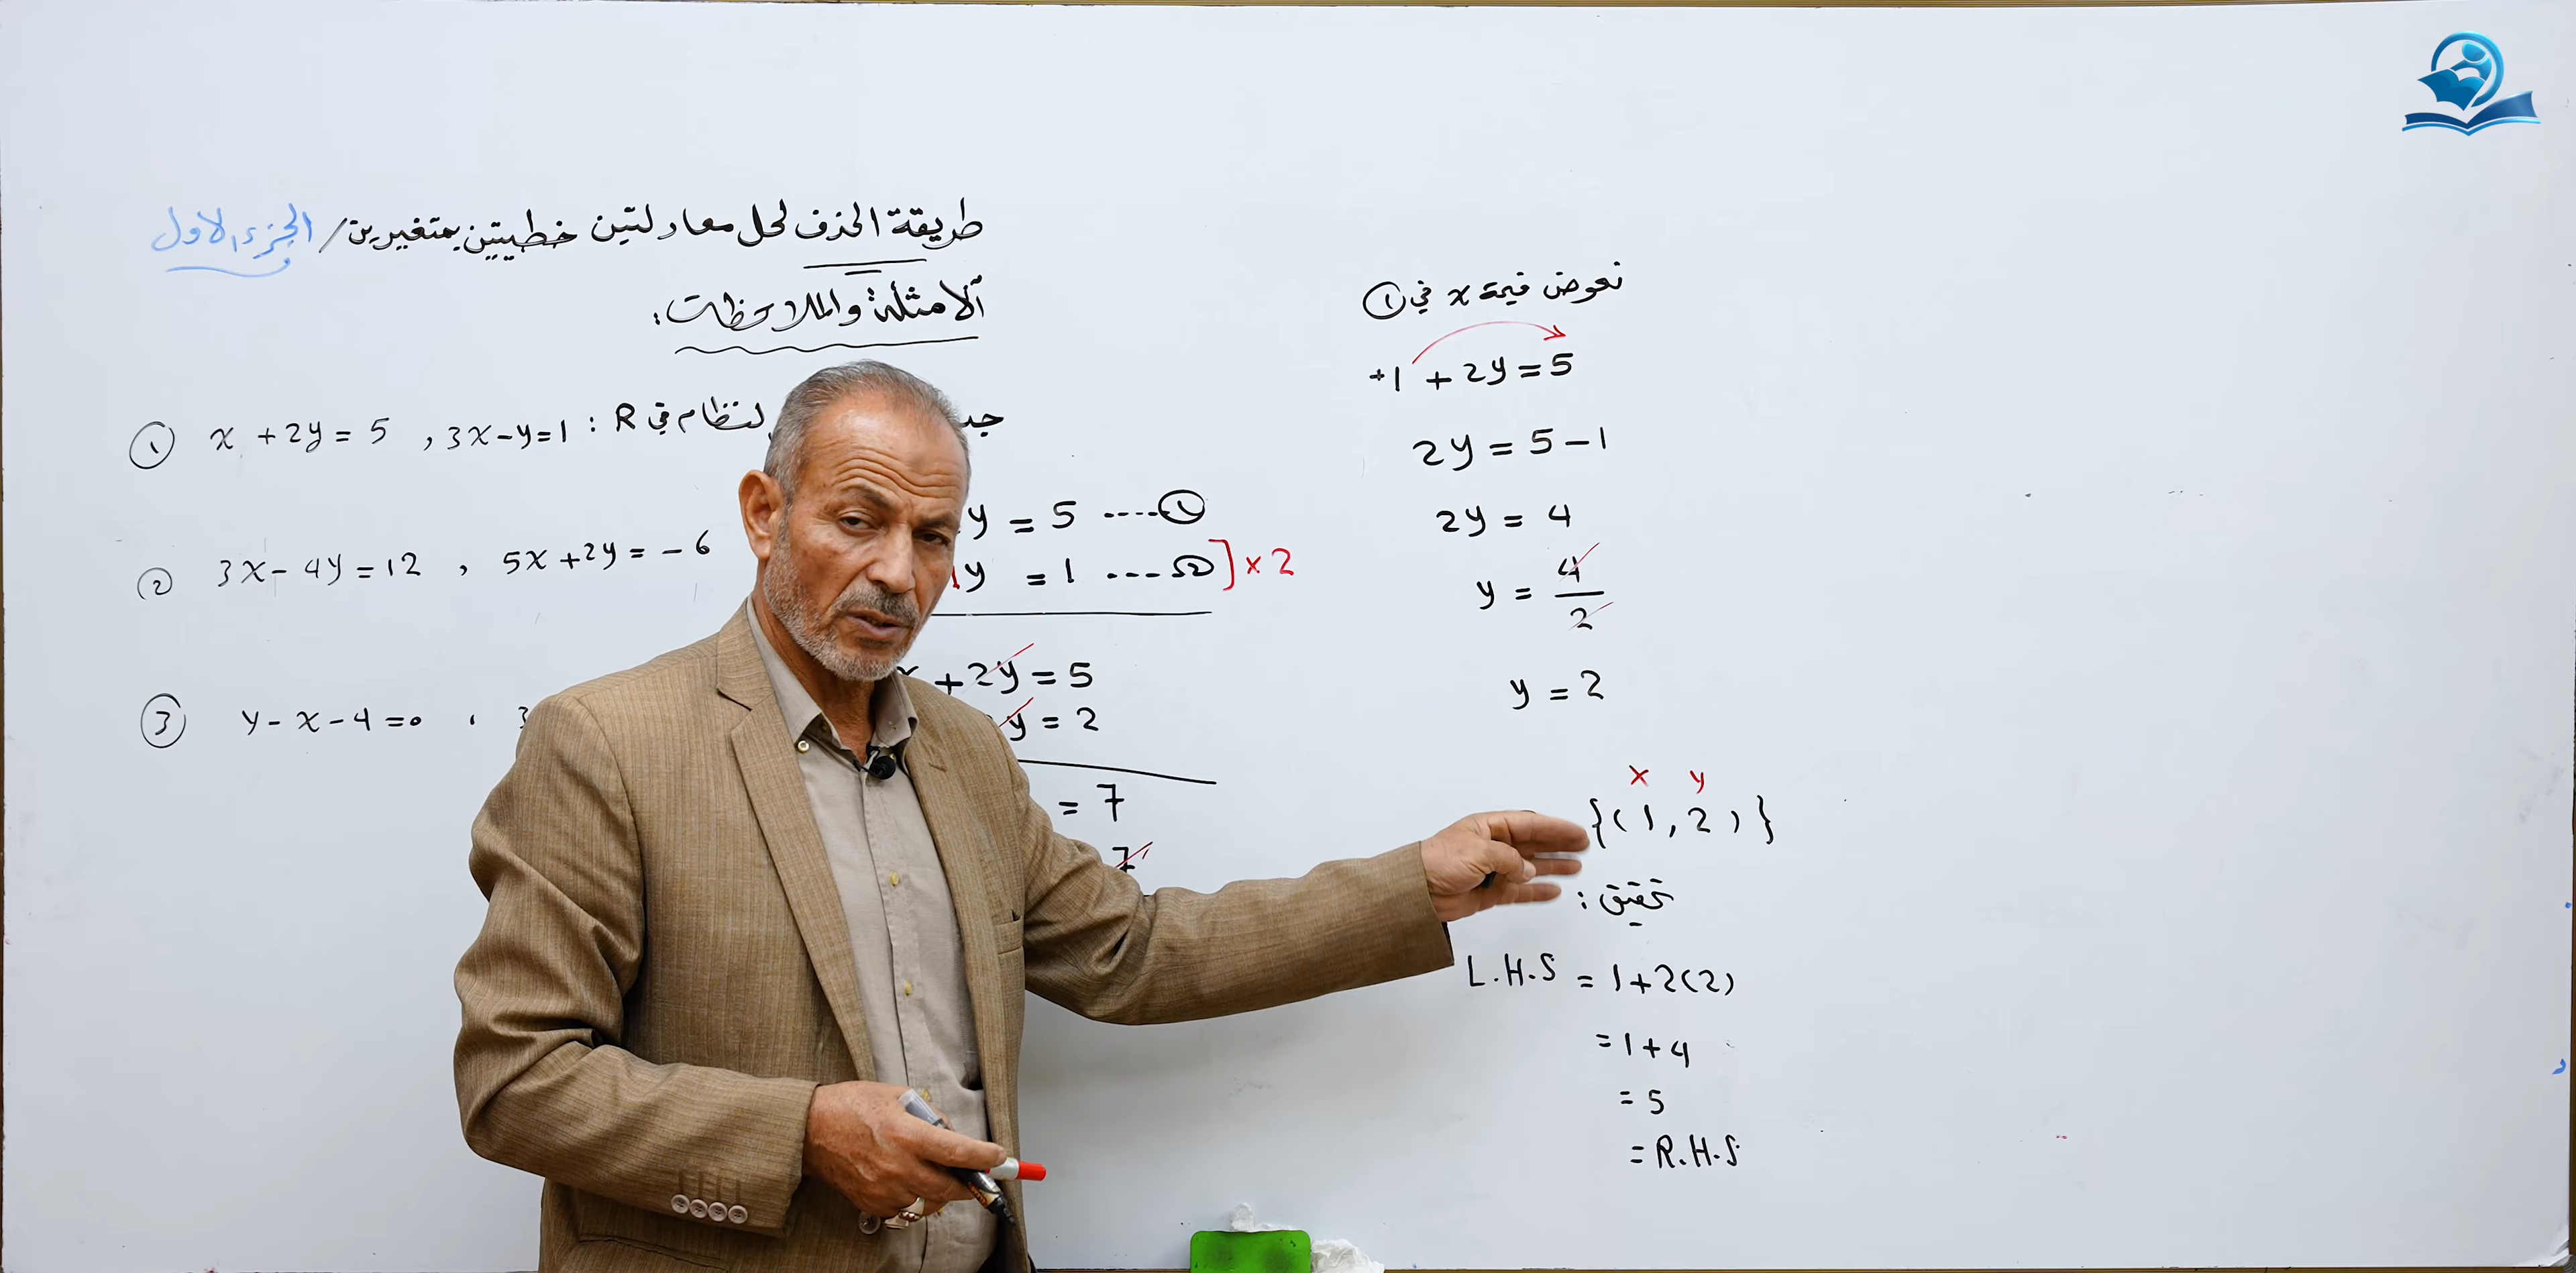 طريقة الحذف لحل معادلتين خطيتين بمتغيرين / الجزء الاول
الامثلة والملاحظات :
① x + 2y = 5 , 3x - y = 1 : لنظام في R
② 3x - 4y = 12 , 5x + 2y = - 6
③ y - x - 4 = 0 , 3
y = 5 ----①
y = 1 ----② ] × 2
x + 2y = 5
y = 2
= 7
7
نعوض قيمة x في ①
+1 + 2y = 5
2y = 5 - 1
2y = 4
y = 4/2
y = 2
x y
{(1, 2)}
تحقيق :
L.H.S = 1 + 2(2)
= 1 + 4
= 5
= R.H.S